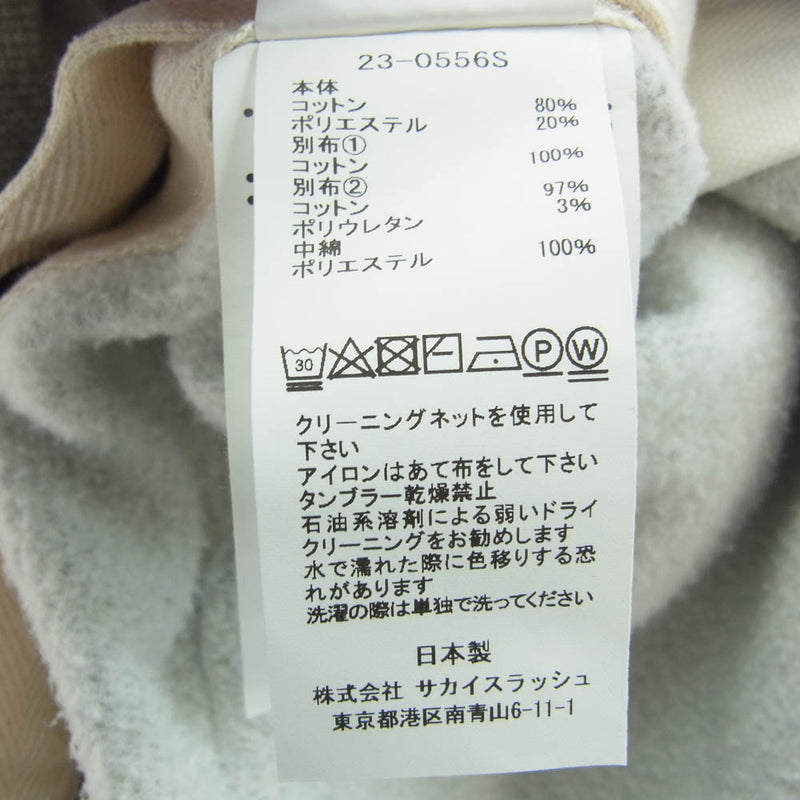 23-0556S
本体
コットン 80%
ポリエステル 20%
別布①
コットン 100%
別布② 97%
コットン 3%
ポリウレタン
中綿 100%
ポリエステル
30 P W
クリーニングネットを使用して
下さい
アイロンはあて布をして下さい
タンブラー乾燥禁止
石油系溶剤による弱いドライ
クリーニングをお勧めします
水で濡れた際に色移りする恐
れがあります
洗濯の際は単独で洗ってください
日本製
株式会社 サカイスラッシュ
東京都港区南青山6-11-1